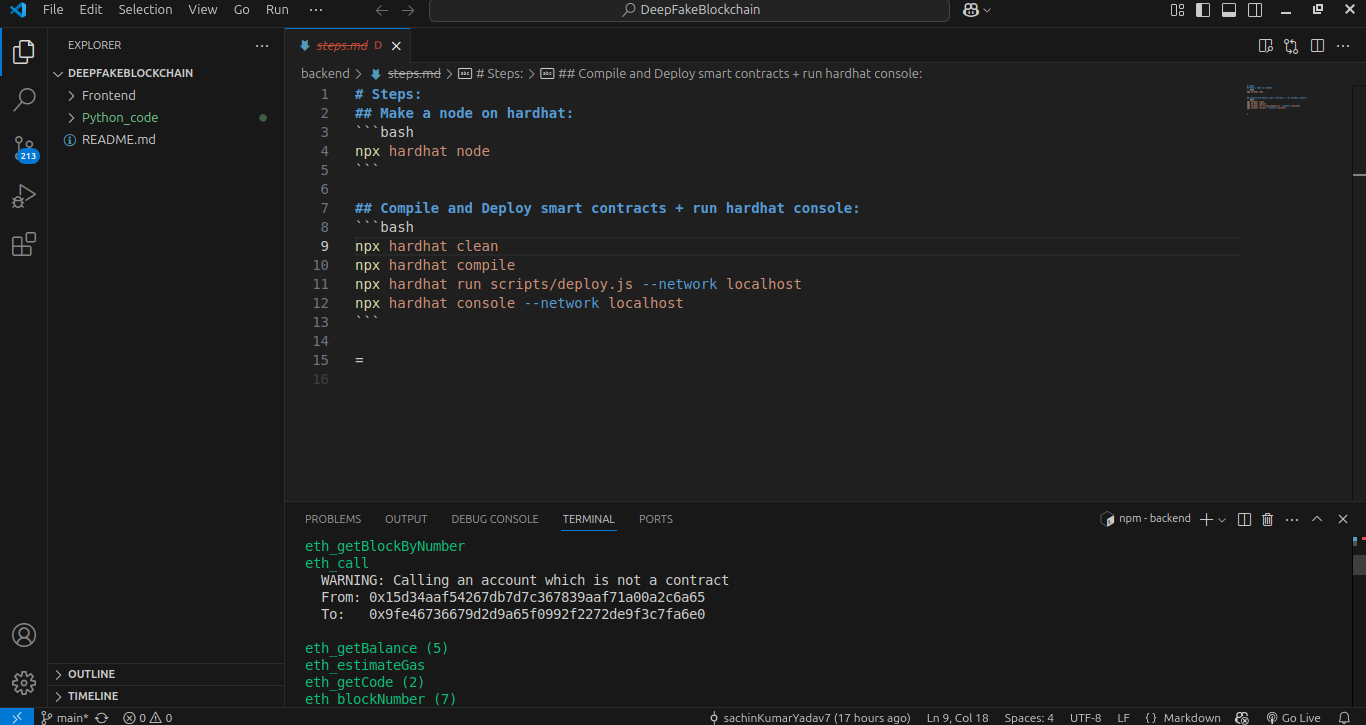 File Edit Selection View Go Run ··· DeepFakeBlockchain
EXPLORER ···
DEEPFAKEBLOCKCHAIN
Frontend
Python_code
README.md
213
OUTLINE
TIMELINE
steps.md D
backend > steps.md > # Steps: > ## Compile and Deploy smart contracts + run hardhat console:
1 # Steps:
2 ## Make a node on hardhat:
3 ```bash
4 npx hardhat node
5 ```
6
7 ## Compile and Deploy smart contracts + run hardhat console:
8 ```bash
9 npx hardhat clean
10 npx hardhat compile
11 npx hardhat run scripts/deploy.js --network localhost
12 npx hardhat console --network localhost
13 ```
14
15 =
16
PROBLEMS OUTPUT DEBUG CONSOLE TERMINAL PORTS npm - backend
eth_getBlockByNumber
eth_call
WARNING: Calling an account which is not a contract
From: 0x15d34aaf54267db7d7c367839aaf71a00a2c6a65
To: 0x9fe46736679d2d9a65f0992f2272de9f3c7fa6e0
eth_getBalance (5)
eth_estimateGas
eth_getCode (2)
eth_blockNumber (7)
main* 0 0 sachinKumarYadav7 (17 hours ago) Ln 9, Col 18 Spaces: 4 UTF-8 LF { } Markdown Go Live